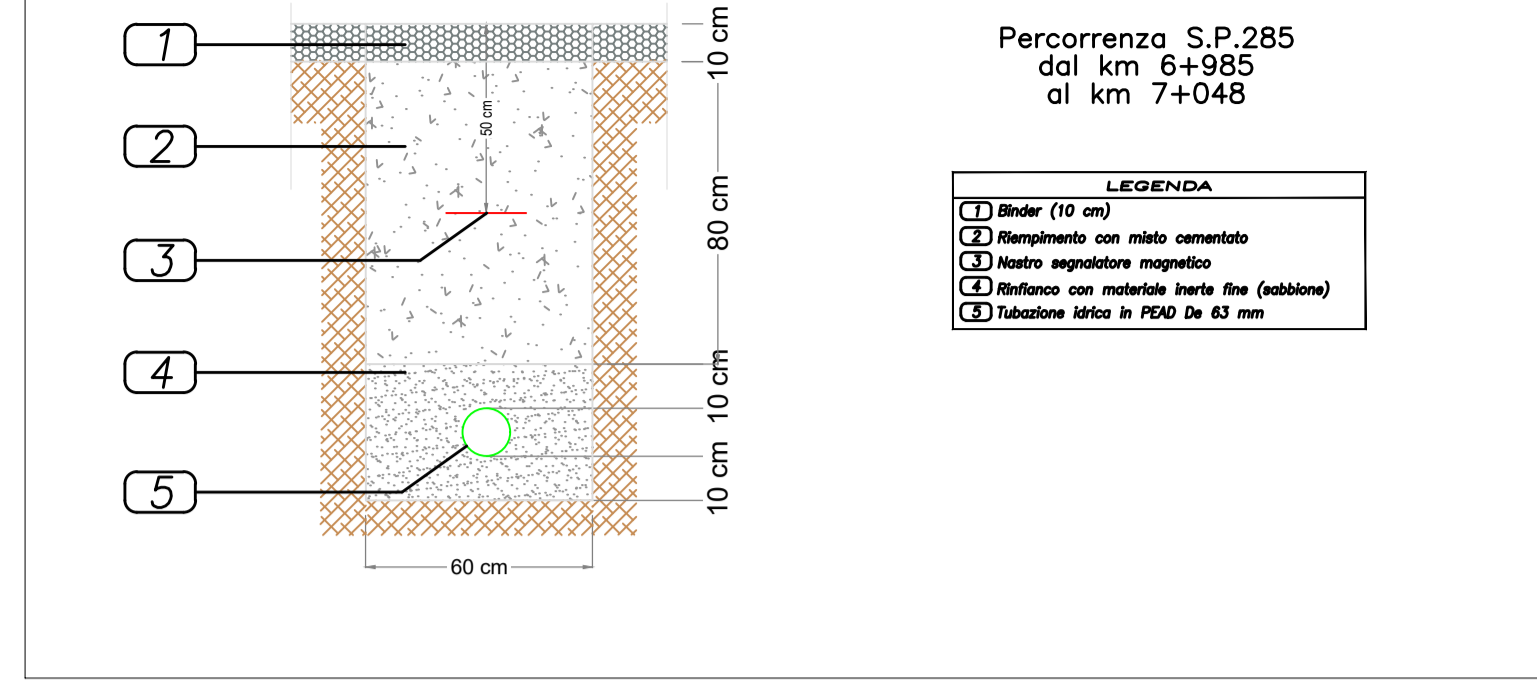 Percorrenza S.P.285
dal km 6+985
al km 7+048
1
2
3
4
5
10 cm
50 cm
80 cm
10 cm
10 cm
60 cm
LEGENDA
1 Binder (10 cm)
2 Riempimento con misto cementato
3 Nastro segnalatore magnetico
4 Rinfianco con materiale inerte fine (sabbione)
5 Tubazione idrica in PEAD De 63 mm